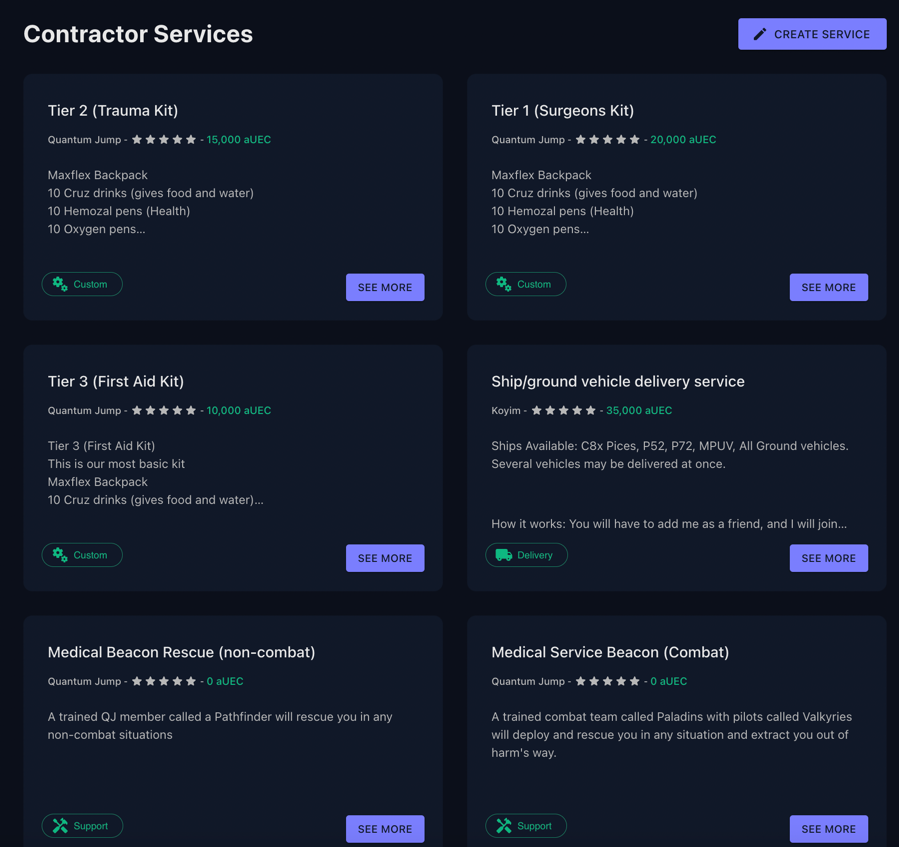 Contractor Services
CREATE SERVICE
Tier 2 (Trauma Kit)
Quantum Jump - ★★★★★ - 15,000 aUEC
Maxflex Backpack
10 Cruz drinks (gives food and water)
10 Hemozal pens (Health)
10 Oxygen pens...
Custom
SEE MORE
Tier 1 (Surgeons Kit)
Quantum Jump - ★★★★★ - 20,000 aUEC
Maxflex Backpack
10 Cruz drinks (gives food and water)
10 Hemozal pens (Health)
10 Oxygen pens...
Custom
SEE MORE
Tier 3 (First Aid Kit)
Quantum Jump - ★★★★★ - 10,000 aUEC
Tier 3 (First Aid Kit)
This is our most basic kit
Maxflex Backpack
10 Cruz drinks (gives food and water)...
Custom
SEE MORE
Ship/ground vehicle delivery service
Koyim - ★★★★★ - 35,000 aUEC
Ships Available: C8x Pices, P52, P72, MPUV, All Ground vehicles.
Several vehicles may be delivered at once.
How it works: You will have to add me as a friend, and I will join...
Delivery
SEE MORE
Medical Beacon Rescue (non-combat)
Quantum Jump - ★★★★★ - 0 aUEC
A trained QJ member called a Pathfinder will rescue you in any
non-combat situations
Support
SEE MORE
Medical Service Beacon (Combat)
Quantum Jump - ★★★★★ - 0 aUEC
A trained combat team called Paladins with pilots called Valkyries
will deploy and rescue you in any situation and extract you out of
harm's way.
Support
SEE MORE